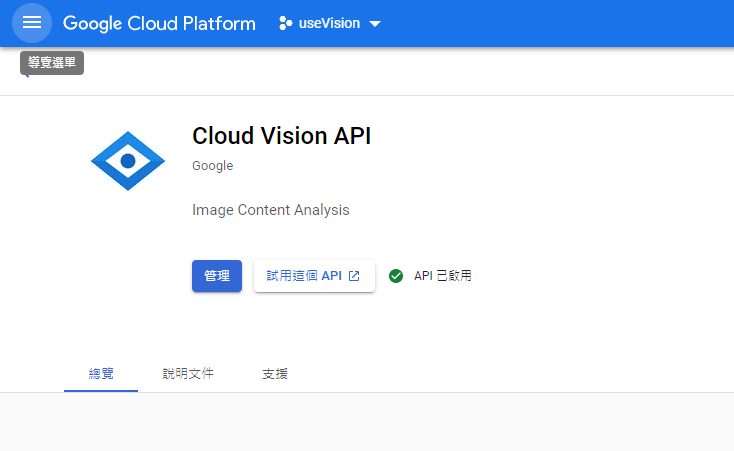 Google Cloud Platform
useVision
導覽選單
Cloud Vision API
Google
Image Content Analysis
管理
試用這個 API
API 已啟用
總覽
說明文件
支援